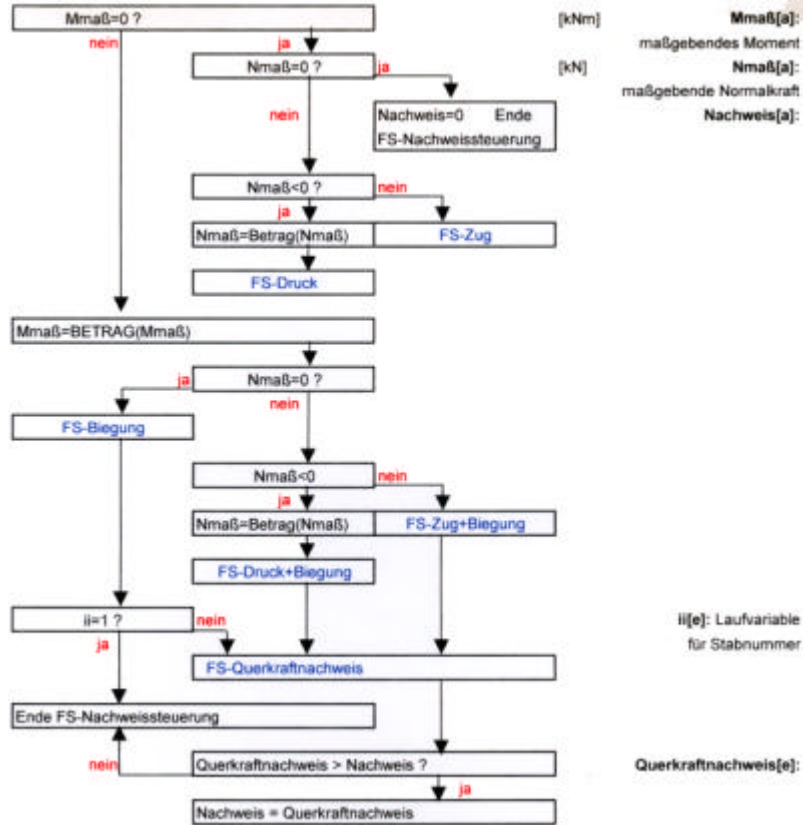 Mmaß=0 ?
[kNm]
Mmaß[a]:
nein
ja
maßgebendes Moment
Nmaß=0 ?
ja
[kN]
Nmaß[a]:
maßgebende Normalkraft
nein
Nachweis=0 Ende
FS-Nachweissteuerung
Nachweis[a]:
Nmaß<0 ?
nein
ja
Nmaß=Betrag(Nmaß)
FS-Zug
FS-Druck
Mmaß=BETRAG(Mmaß)
ja
Nmaß=0 ?
nein
FS-Biegung
Nmaß<0
nein
ja
Nmaß=Betrag(Nmaß)
FS-Zug+Biegung
FS-Druck+Biegung
ii=1 ?
nein
ii[e]: Laufvariable
ja
für Stabnummer
FS-Querkraftnachweis
Ende FS-Nachweissteuerung
nein
Querkraftnachweis > Nachweis ?
Querkraftnachweis[e]:
ja
Nachweis = Querkraftnachweis